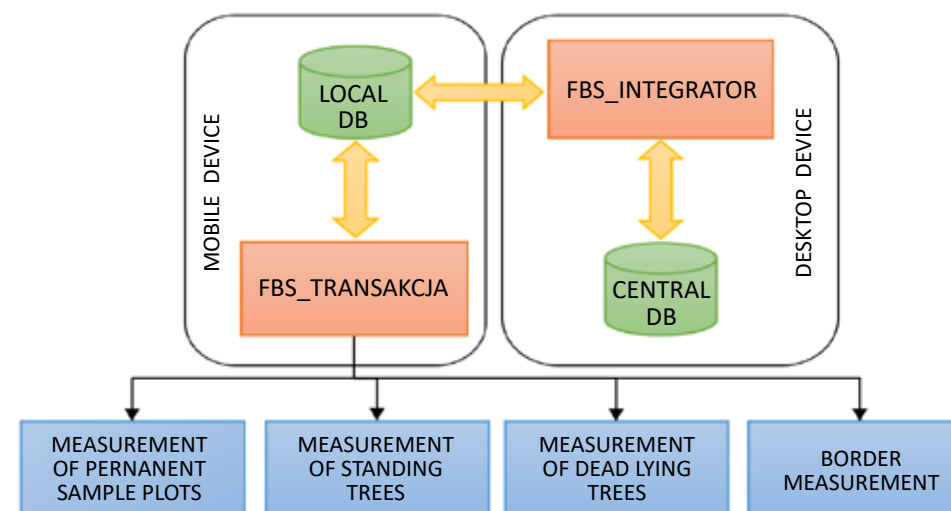 MOBILE DEVICE
LOCAL
DB
FBS_TRANSAKCJA
FBS_INTEGRATOR
CENTRAL
DB
DESKTOP DEVICE
MEASUREMENT
OF PERNANENT
SAMPLE PLOTS
MEASUREMENT
OF STANDING
TREES
MEASUREMENT
OF DEAD LYING
TREES
BORDER
MEASUREMENT